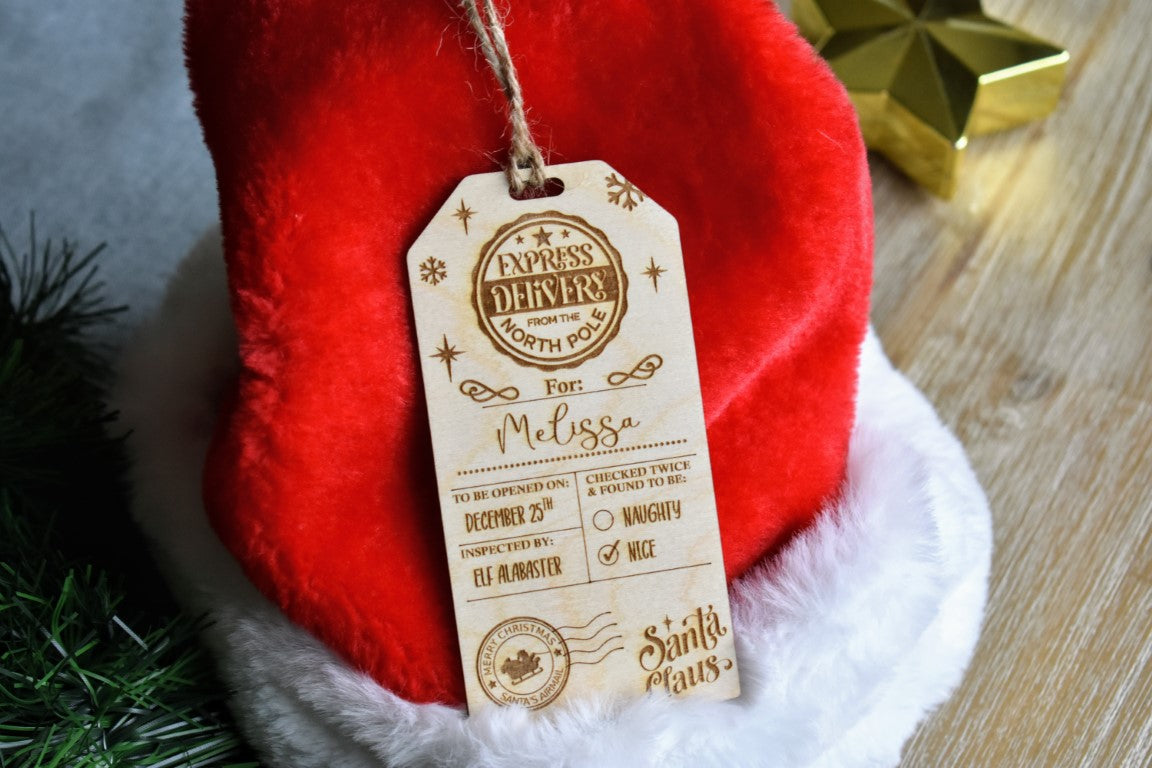 EXPRESS
DELIVERY
FROM THE
NORTH POLE
For:
Melissa
TO BE OPENED ON:
DECEMBER 25TH
INSPECTED BY:
ELF ALABASTER
CHECKED TWICE
& FOUND TO BE:
NAUGHTY
NICE
MERRY CHRISTMAS
SANTA'S AIRMAIL
Santa
Claus